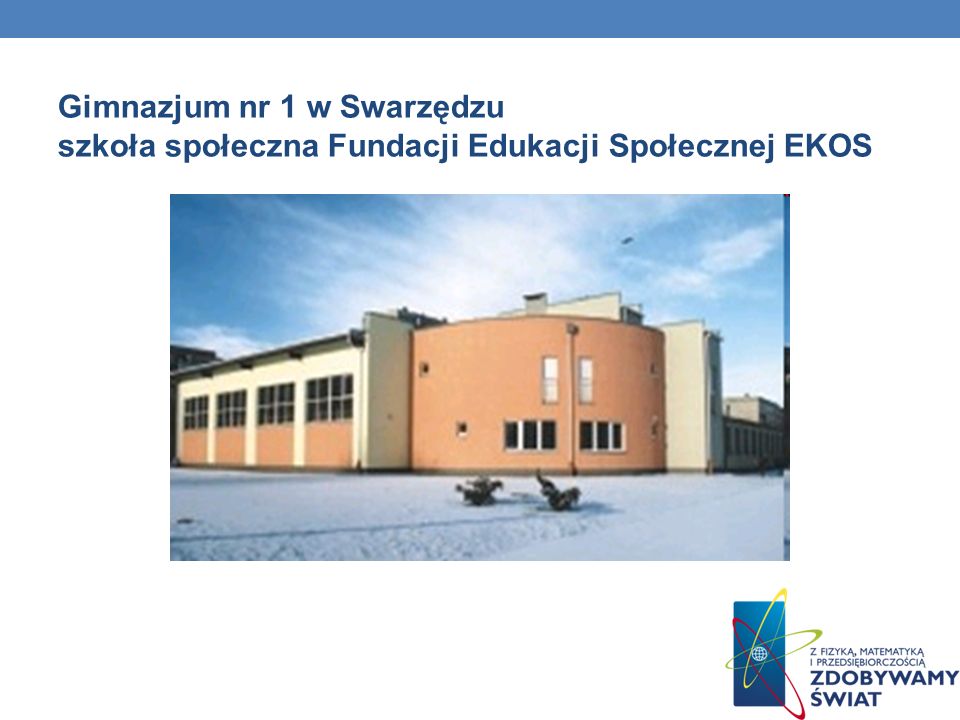 Gimnazjum nr 1 w Swarzędzu
szkoła społeczna Fundacji Edukacji Społecznej EKOS
Z FIZYKĄ, MATEMATYKĄ
I PRZEDSIĘBIORCZOŚCIĄ
ZDOBYWAMY
ŚWIAT